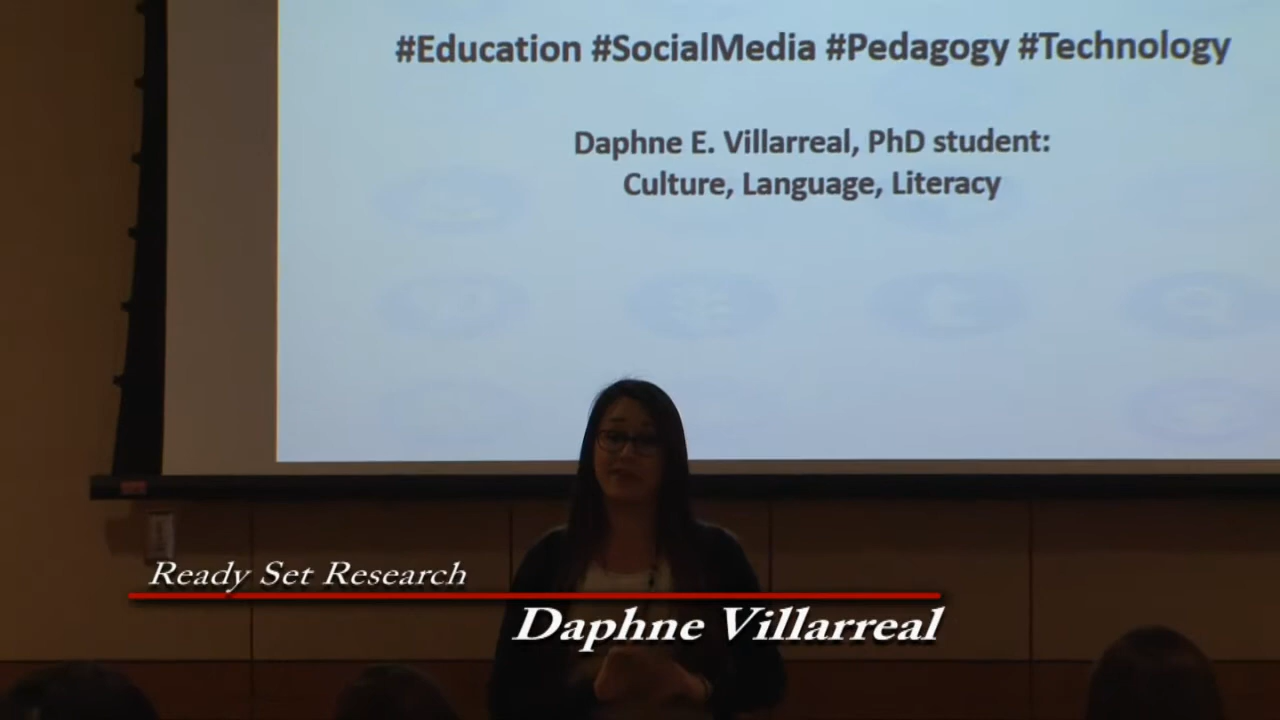 #Education #SocialMedia #Pedagogy #Technology
Daphne E. Villarreal, PhD student:
Culture, Language, Literacy
Ready Set Research
Daphne Villarreal